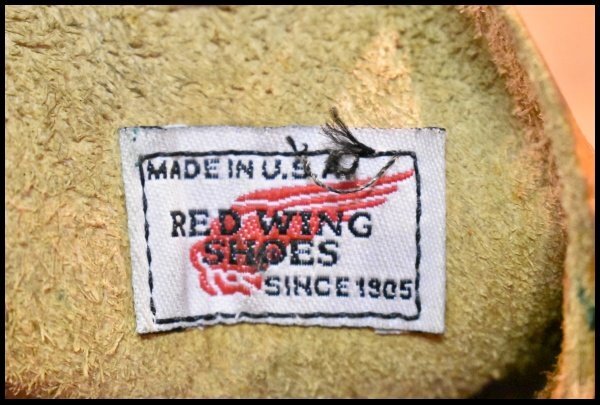 MADE IN U.S.A.
RED WING
SHOES
SINCE 1905